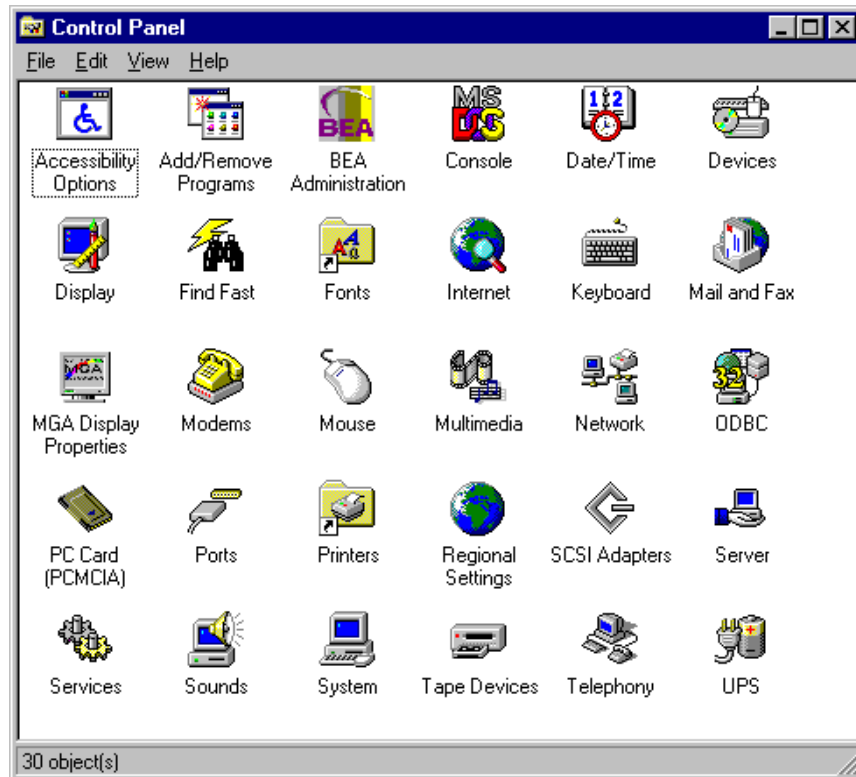 Control Panel
File Edit View Help
Accessibility Options
Add/Remove Programs
BEA
BEA Administration
MS DOS
Console
12
Date/Time
Devices
Display
Find Fast
Fonts
Internet
Keyboard
Mail and Fax
MGA
MGA Display Properties
Modems
Mouse
Multimedia
Network
32
ODBC
PC Card (PCMCIA)
Ports
Printers
Regional Settings
SCSI Adapters
Server
Services
Sounds
System
Tape Devices
Telephony
UPS
30 object(s)